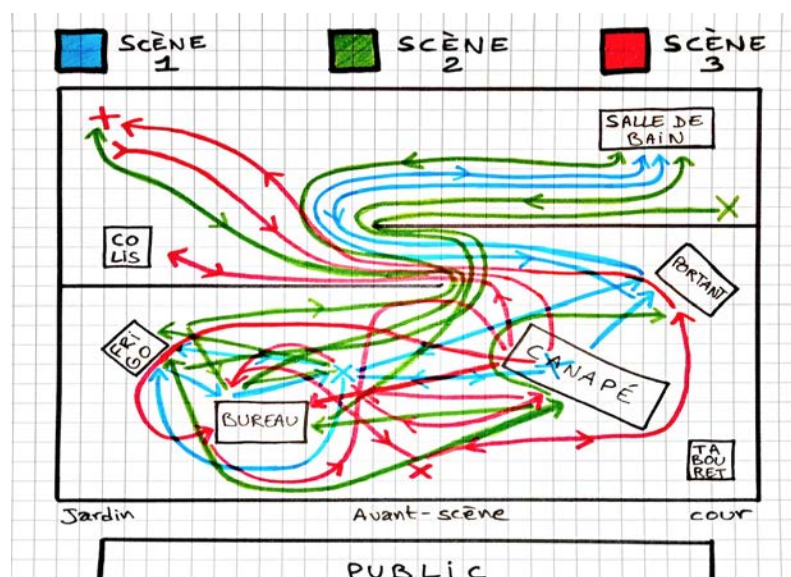 SCÈNE
1
SCÈNE
2
SCÈNE
3
SALLE DE
BAIN
CO
LIS
PORTANT
FRI
GO
CANAPÉ
BUREAU
TA
BOU
RET
Jardin
Avant-scène
cour
PUBLIC